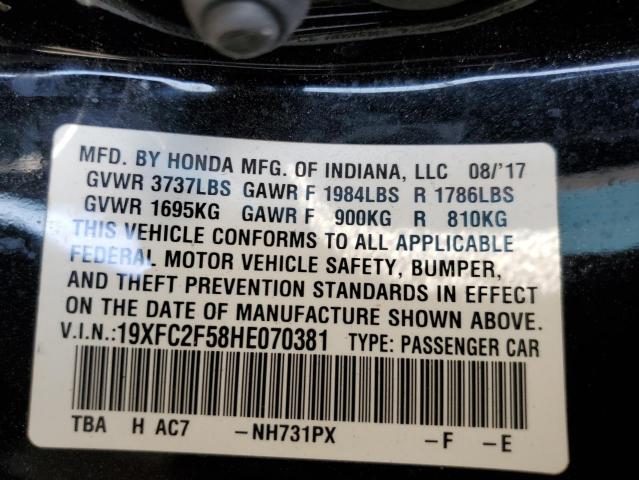 MFD. BY HONDA MFG. OF INDIANA, LLC 08/'17
GVWR 3737LBS GAWR F 1984LBS R 1786LBS
GVWR 1695KG GAWR F 900KG R 810KG
THIS VEHICLE CONFORMS TO ALL APPLICABLE
FEDERAL MOTOR VEHICLE SAFETY, BUMPER,
AND THEFT PREVENTION STANDARDS IN EFFECT
ON THE DATE OF MANUFACTURE SHOWN ABOVE.
V.I.N.:19XFC2F58HE070381 TYPE: PASSENGER CAR
TBA H AC7 –NH731PX –F –E